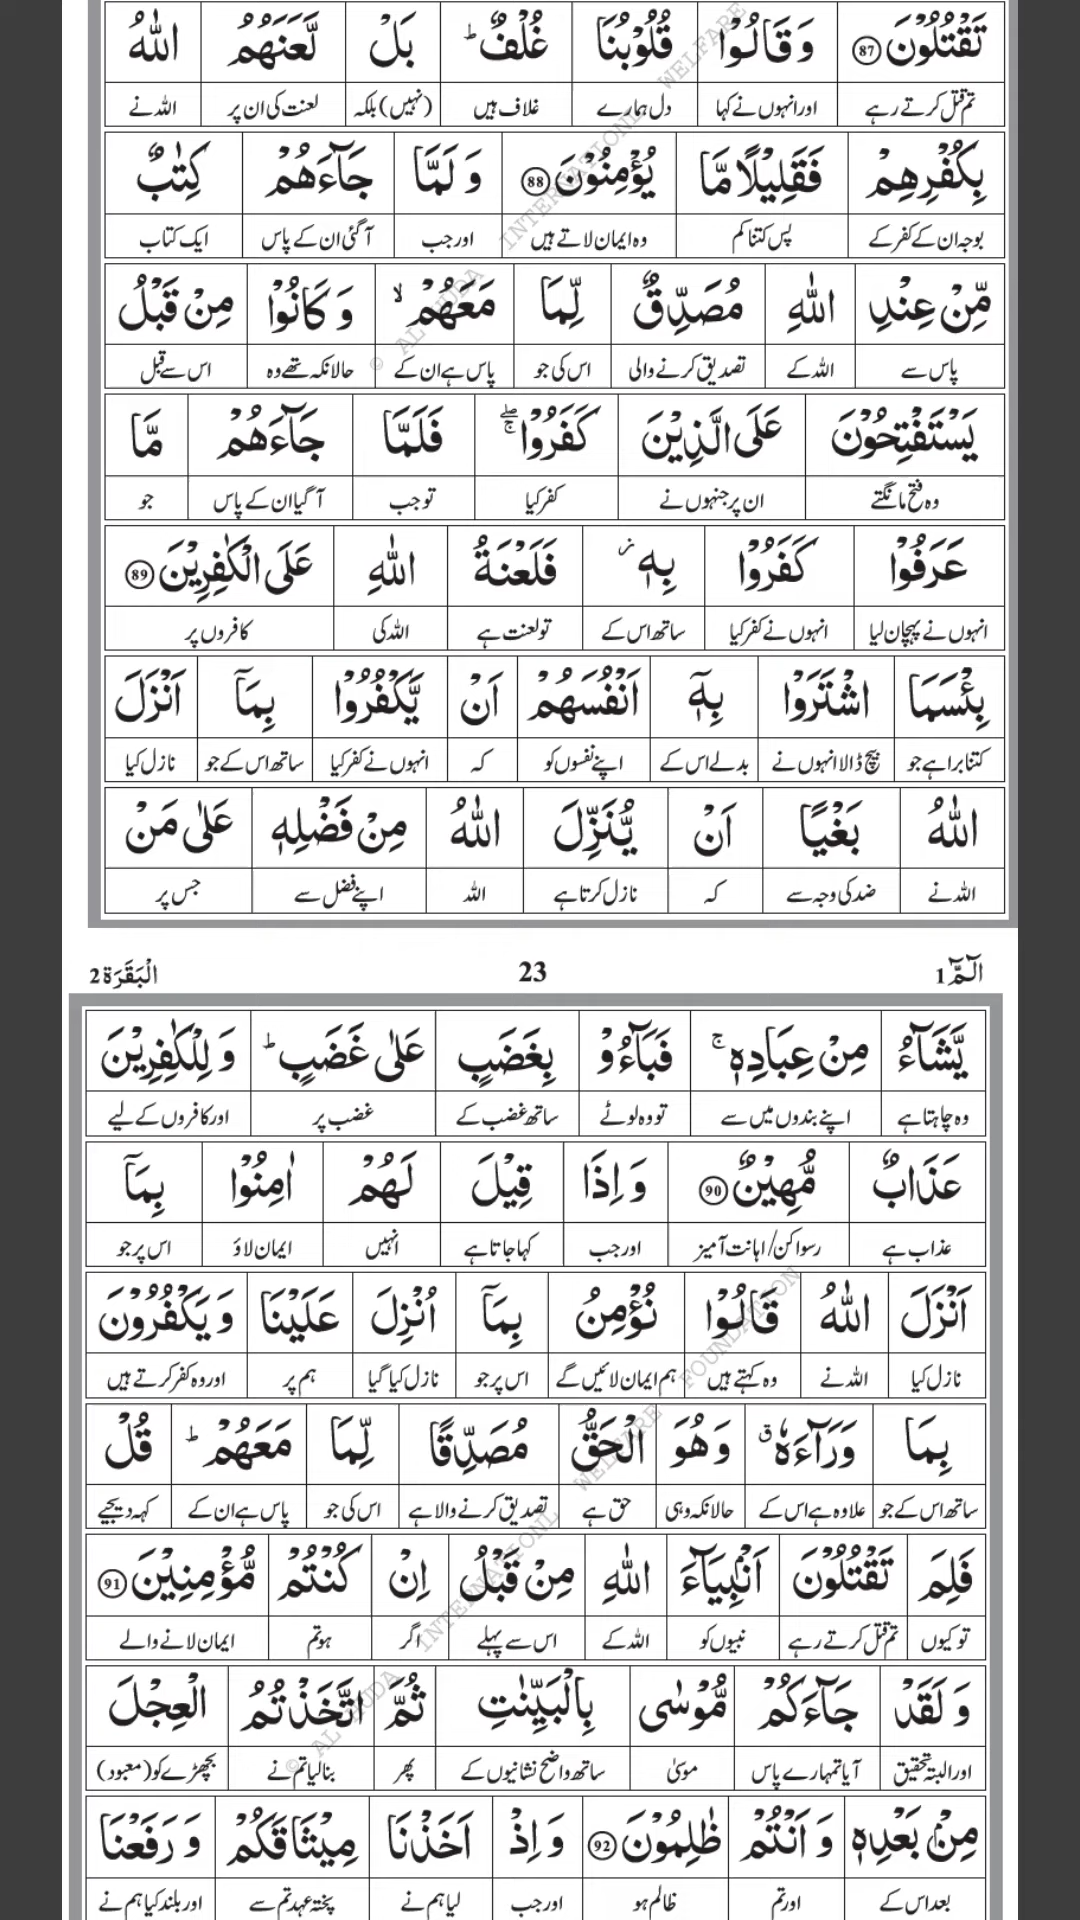 تَقْتُلُوْنَ 87 وَ قَالُوْا قُلُوْبُنَا غُلْفٌ ؕ بَلْ لَّعَنَهُمُ اللّٰهُ
تم قتل کرتے رہے اور انہوں نے کہا دل ہمارے غلاف ہیں (نہیں) بلکہ لعنت کی ان پر اللہ نے
بِكُفْرِهِمْ فَقَلِيْلًا مَّا يُؤْمِنُوْنَ 88 وَ لَمَّا جَآءَهُمْ كِتٰبٌ
بوجہ ان کے کفر کے پس کتنا کم وہ ایمان لاتے ہیں اور جب آگئی ان کے پاس ایک کتاب
مِّنْ عِنْدِ اللّٰهِ مُصَدِّقٌ لِّمَا مَعَهُمْ ۙ وَ كَانُوْا مِنْ قَبْلُ
پاس سے اللہ کے تصدیق کرنے والی اس کی جو پاس ہے ان کے حالانکہ تھے وہ اس سے قبل
يَسْتَفْتِحُوْنَ عَلَى الَّذِيْنَ كَفَرُوْا ۖۚ فَلَمَّا جَآءَهُمْ مَّا
وہ فتح مانگتے ان پر جنہوں نے کفر کیا تو جب آ گیا ان کے پاس جو
عَرَفُوْا كَفَرُوْا بِهٖ ؗ فَلَعْنَةُ اللّٰهِ عَلَى الْكٰفِرِيْنَ 89
انہوں نے پہچان لیا انہوں نے کفر کیا ساتھ اس کے تو لعنت ہے اللہ کی کافروں پر
بِئْسَمَا اشْتَرَوْا بِهٖۤ اَنْفُسَهُمْ اَنْ يَّكْفُرُوْا بِمَاۤ اَنْزَلَ
کتنا برا ہے جو بیچ ڈالا انہوں نے بدلے اس کے اپنے نفسوں کو کہ انہوں نے کفر کیا ساتھ اس کے جو نازل کیا
اللّٰهُ بَغْيًا اَنْ يُّنَزِّلَ اللّٰهُ مِنْ فَضْلِهٖ عَلٰى مَنْ
اللہ نے ضد کی وجہ سے کہ نازل کرتا ہے اللہ اپنے فضل سے جس پر
الٓمّٓ 1 23 الْبَقَرَة 2
يَّشَآءُ مِنْ عِبَادِهٖ ۚ فَبَآءُوْ بِغَضَبٍ عَلٰى غَضَبٍ ؕ وَ لِلْكٰفِرِيْنَ
وہ چاہتا ہے اپنے بندوں میں سے تو وہ لوٹے ساتھ غضب کے غضب پر اور کافروں کے لیے
عَذَابٌ مُّهِيْنٌ 90 وَ اِذَا قِيْلَ لَهُمْ اٰمِنُوْا بِمَاۤ
عذاب ہے رسوا کن/ اہانت آمیز اور جب کہا جاتا ہے انہیں ایمان لاؤ اس پر جو
اَنْزَلَ اللّٰهُ قَالُوْا نُؤْمِنُ بِمَاۤ اُنْزِلَ عَلَيْنَا وَ يَكْفُرُوْنَ
نازل کیا اللہ نے وہ کہتے ہیں ہم ایمان لائیں گے اس پر جو نازل کیا گیا ہم پر اور وہ کفر کرتے ہیں
بِمَا وَرَآءَهٗ ۗ وَ هُوَ الْحَقُّ مُصَدِّقًا لِّمَا مَعَهُمْ ؕ قُلْ
ساتھ اس کے جو علاوہ ہے اس کے حالانکہ وہی حق ہے تصدیق کرنے والا ہے اس کی جو پاس ہے ان کے کہہ دیجیے
فَلِمَ تَقْتُلُوْنَ اَنْۢبِيَآءَ اللّٰهِ مِنْ قَبْلُ اِنْ كُنْتُمْ مُّؤْمِنِيْنَ 91
تو کیوں تم قتل کرتے رہے نبیوں کو اللہ کے اس سے پہلے اگر ہو تم ایمان لانے والے
وَ لَقَدْ جَآءَكُمْ مُّوْسٰى بِالْبَيِّنٰتِ ثُمَّ اتَّخَذْتُمُ الْعِجْلَ
اور البتہ تحقیق آیا تمہارے پاس موسیٰ ساتھ واضح نشانیوں کے پھر بنا لیا تم نے بچھڑے کو (معبود)
مِنْۢ بَعْدِهٖ وَ اَنْتُمْ ظٰلِمُوْنَ 92 وَ اِذْ اَخَذْنَا مِيْثَاقَكُمْ وَ رَفَعْنَا
بعد اس کے اور تم ظالم ہو اور جب لیا ہم نے پختہ عہد تم سے اور بلند کیا ہم نے
© AL HUDA INTERNATIONL WELFARE
© AL HUDA INTERNATIONL WELFARE FOUNDATION